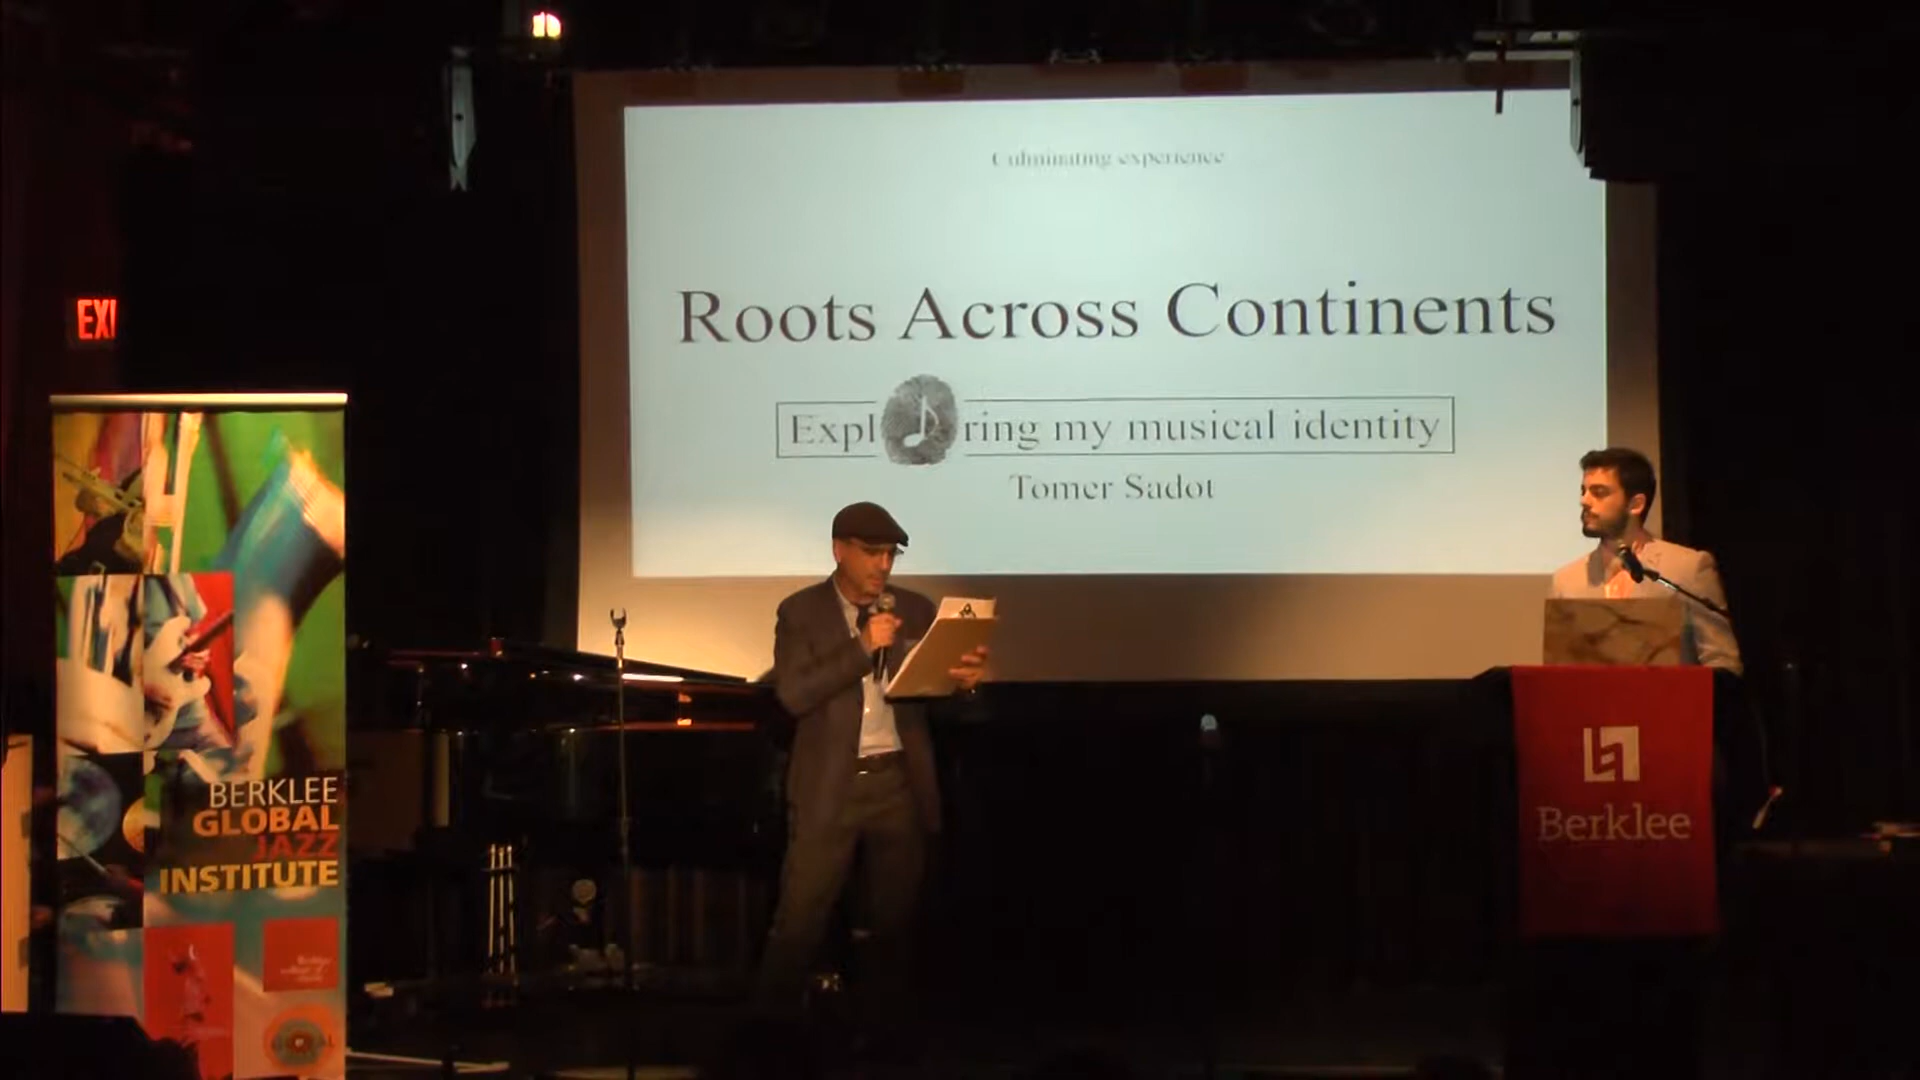 Culminating experience
Roots Across Continents
Expl ring my musical identity
Tomer Sadot
EXI
BERKLEE
GLOBAL
JAZZ
INSTITUTE
Berklee